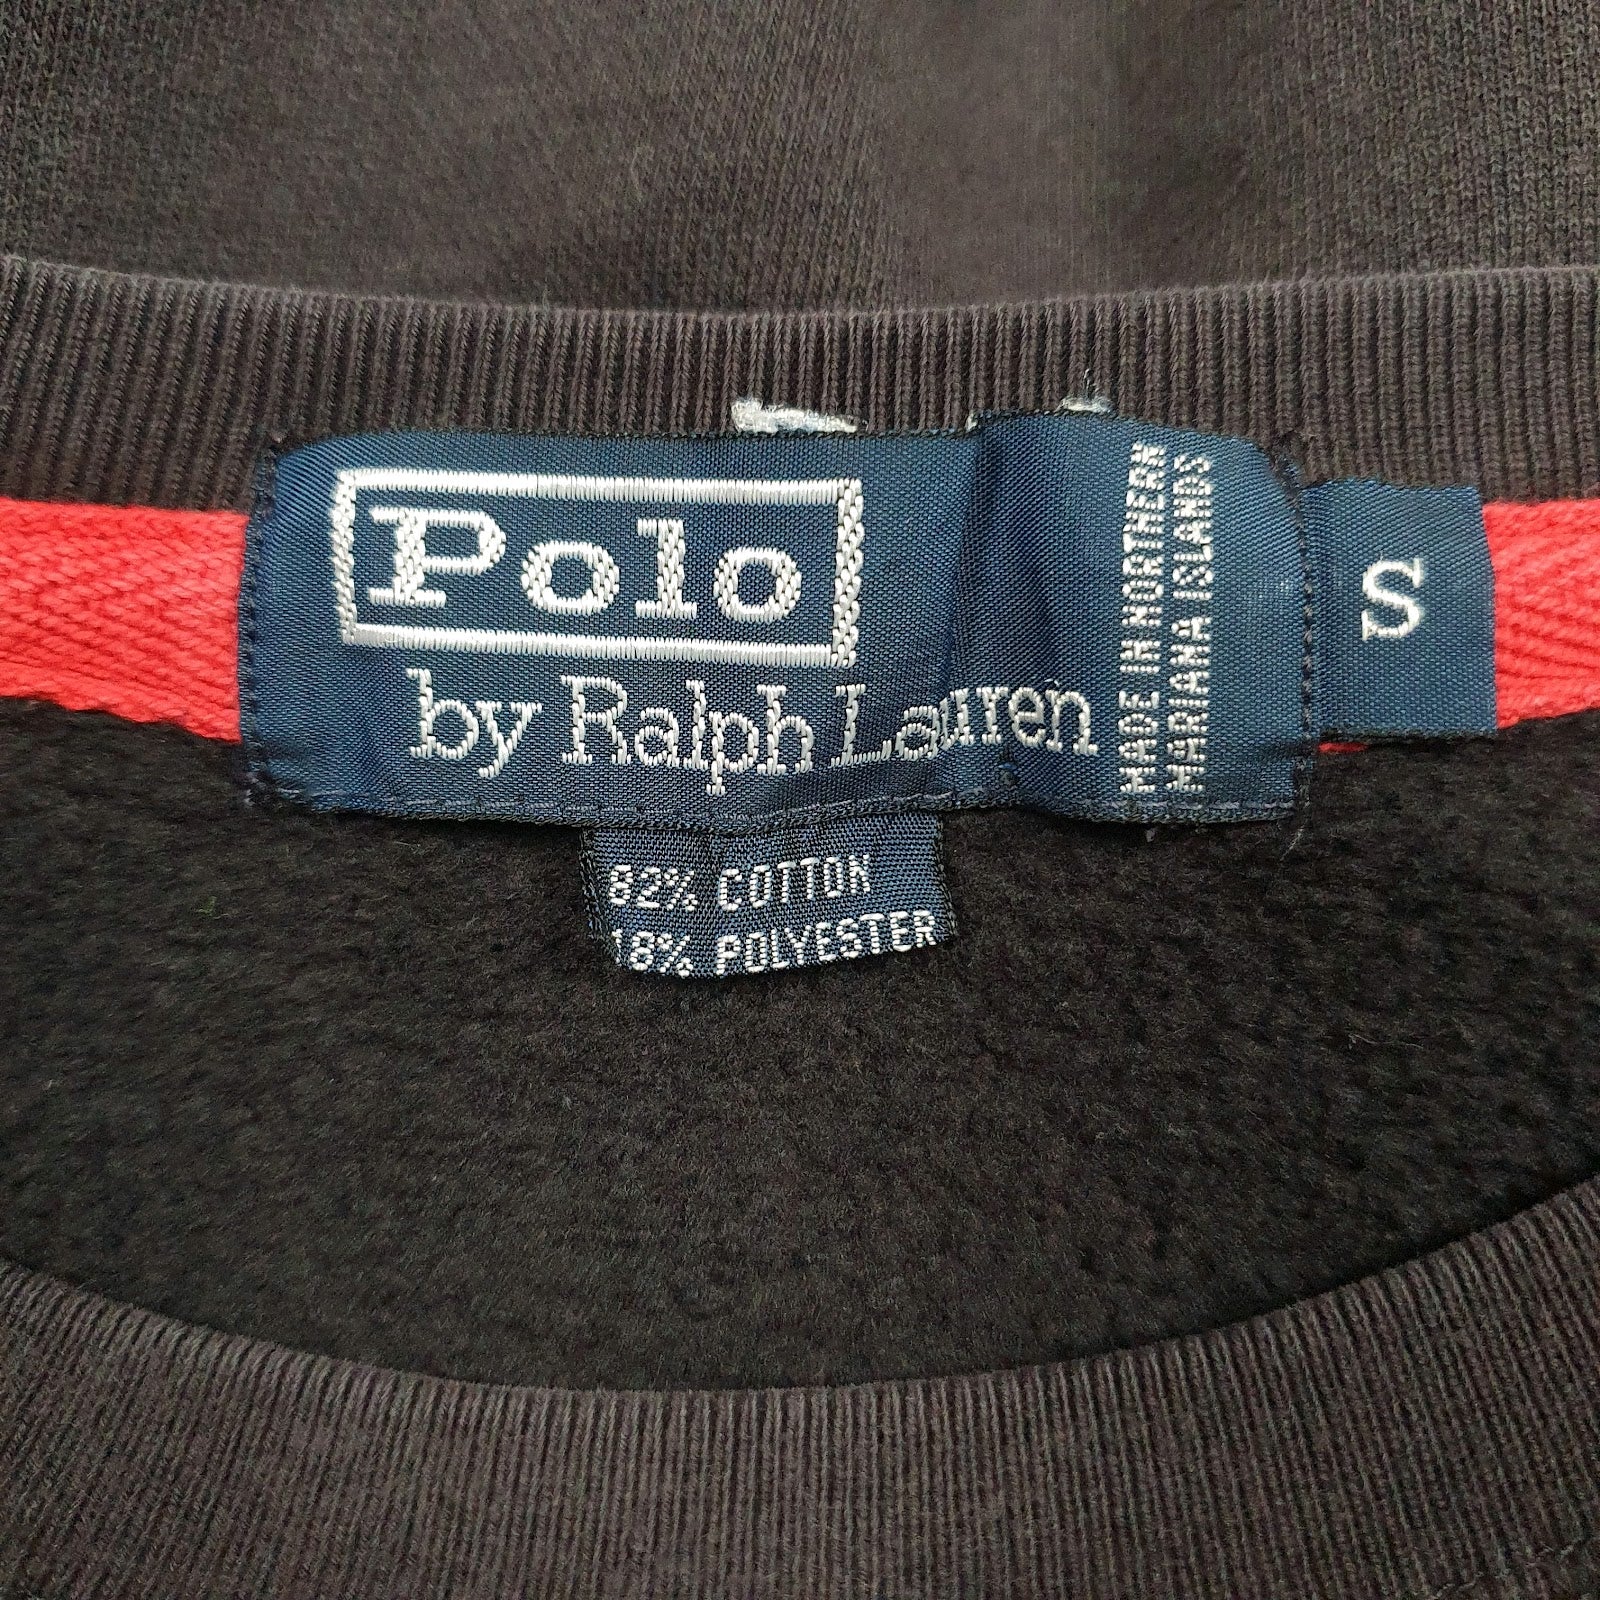 Polo
by Ralph Lauren
MADE IN NORTHERN
MARIANA ISLANDS
S
82% COTTON
18% POLYESTER